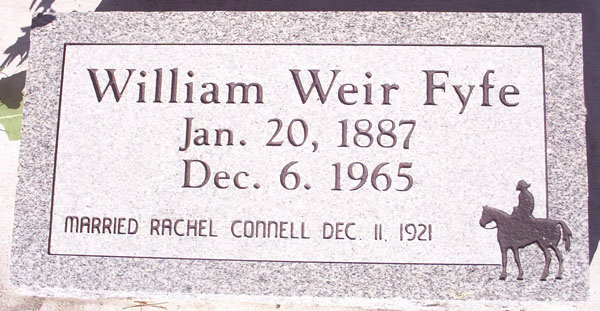 William Weir Fyfe
Jan. 20, 1887
Dec. 6. 1965
MARRIED RACHEL CONNELL DEC. 11, 1921